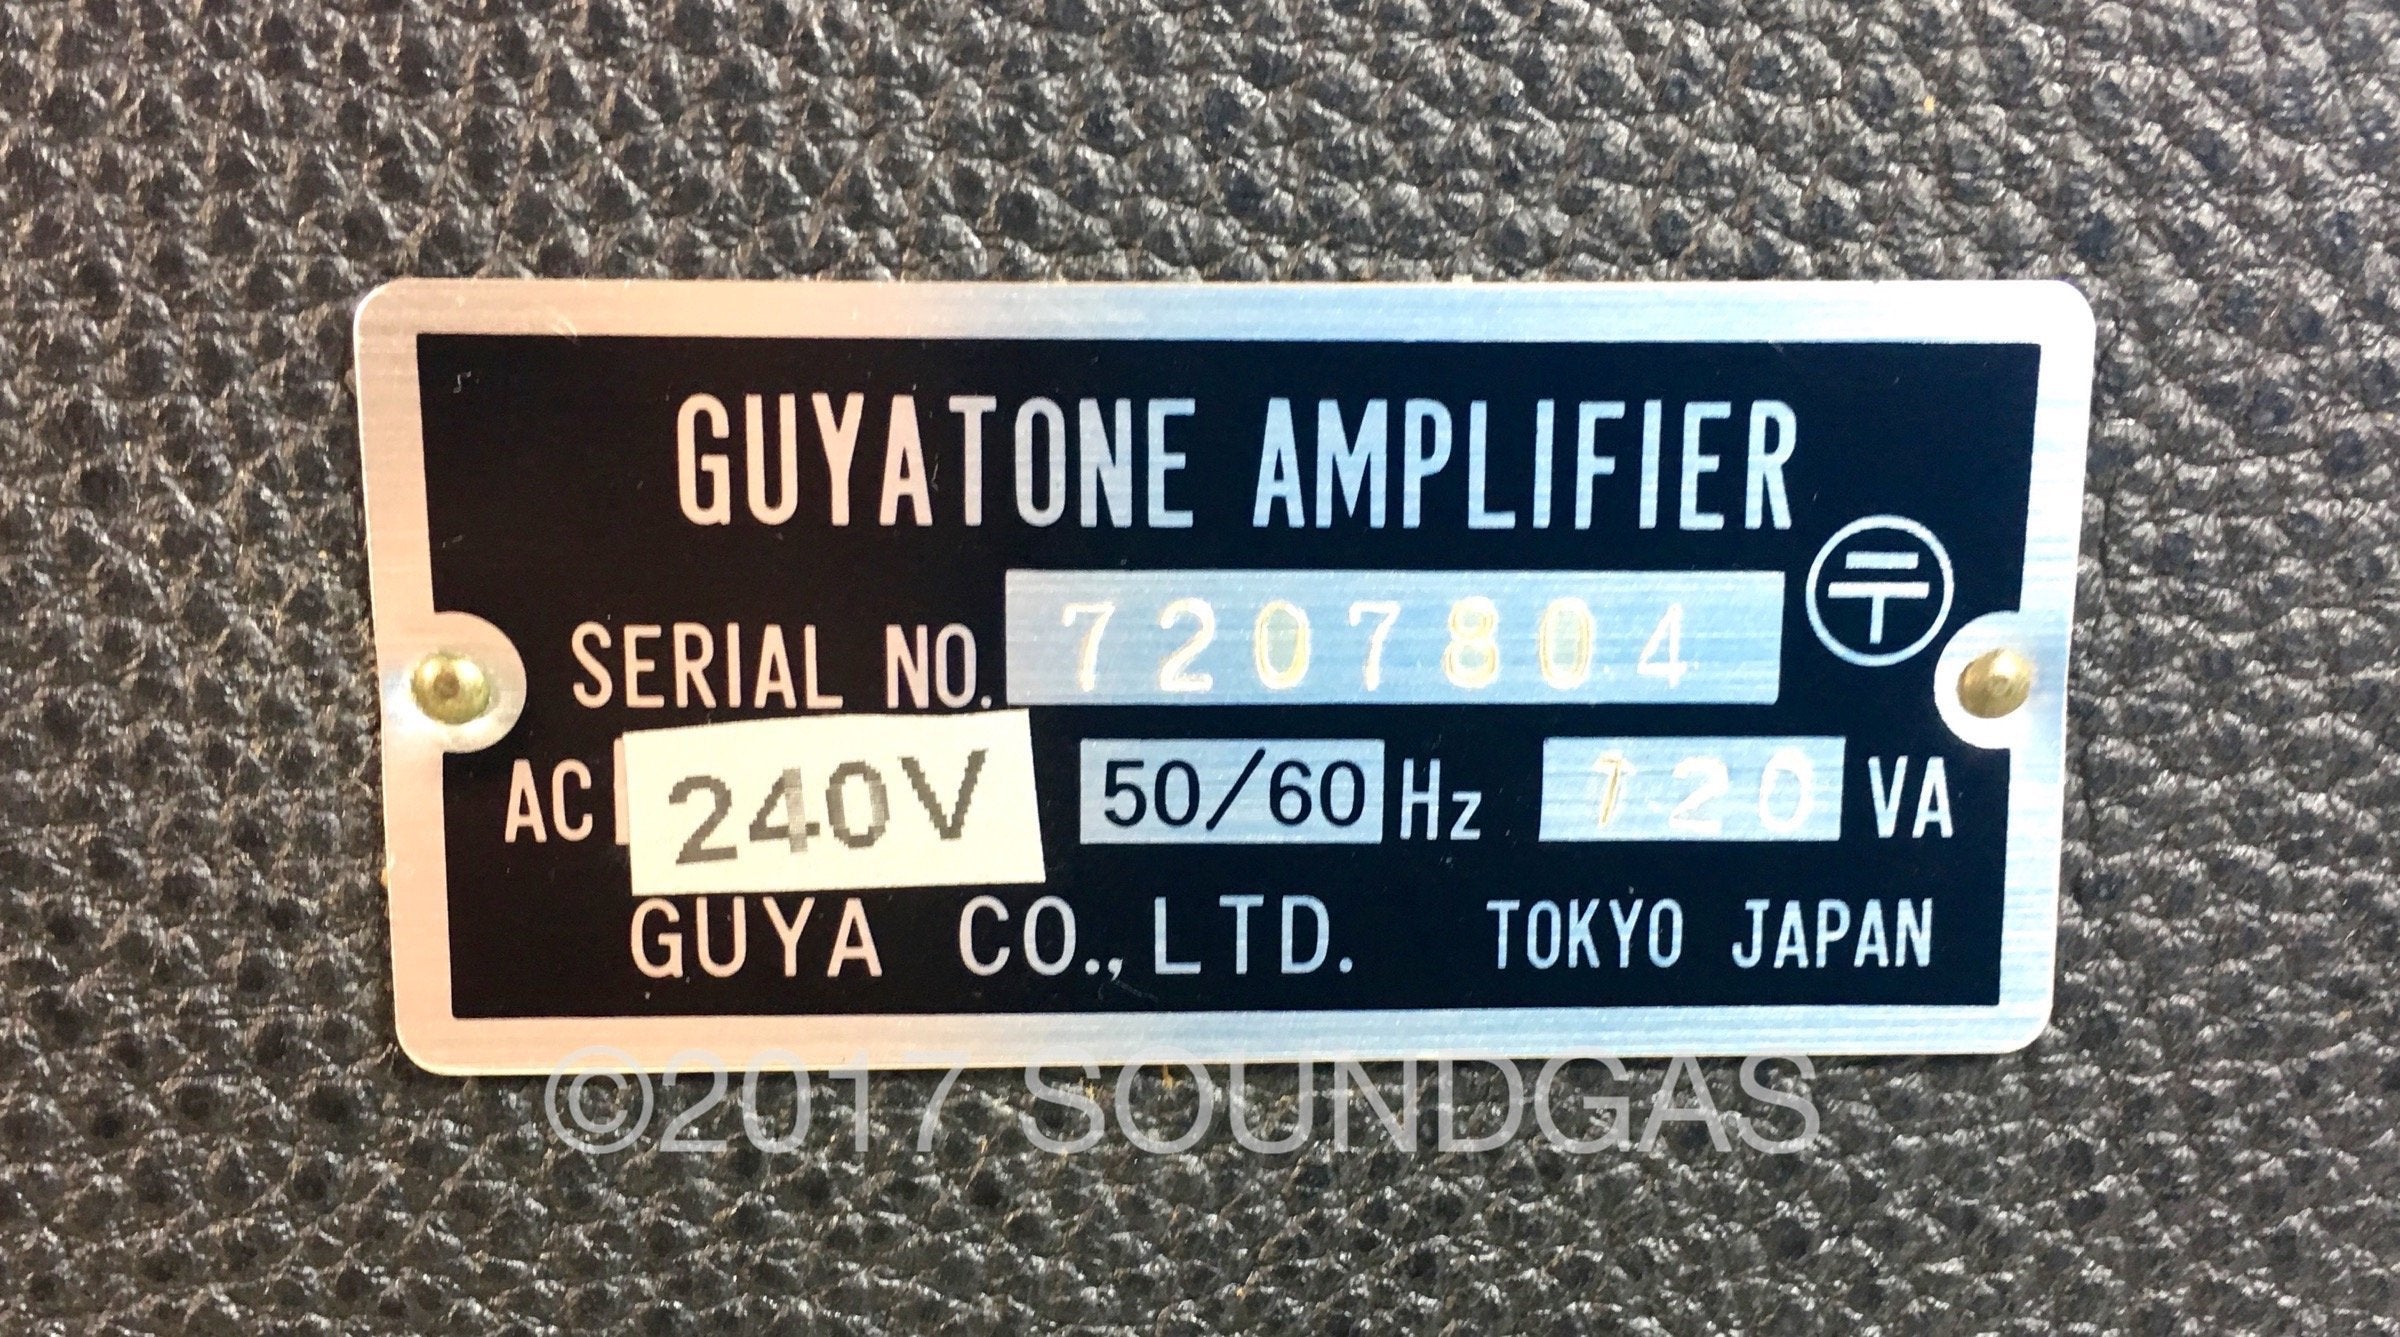 GUYATONE AMPLIFIER
SERIAL NO. 7207804 〒
AC 240V 50/60 Hz 120 VA
GUYA CO., LTD. TOKYO JAPAN
©2017 SOUNDGAS